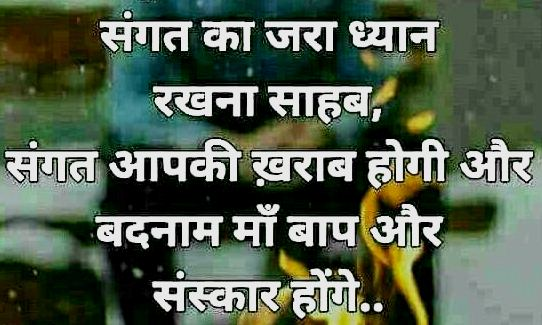 संगत का जरा ध्यान
रखना साहब,
संगत आपकी ख़राब होगी और
बदनाम माँ बाप और
संस्कार होंगे..